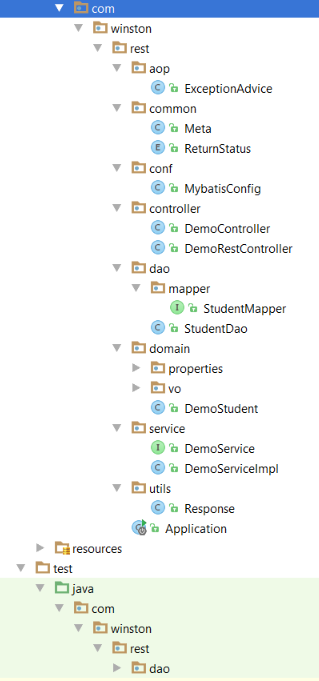 com
winston
rest
aop
ExceptionAdvice
common
Meta
ReturnStatus
conf
MybatisConfig
controller
DemoController
DemoRestController
dao
mapper
StudentMapper
StudentDao
domain
properties
vo
DemoStudent
service
DemoService
DemoServiceImpl
utils
Response
Application
resources
test
java
com
winston
rest
dao